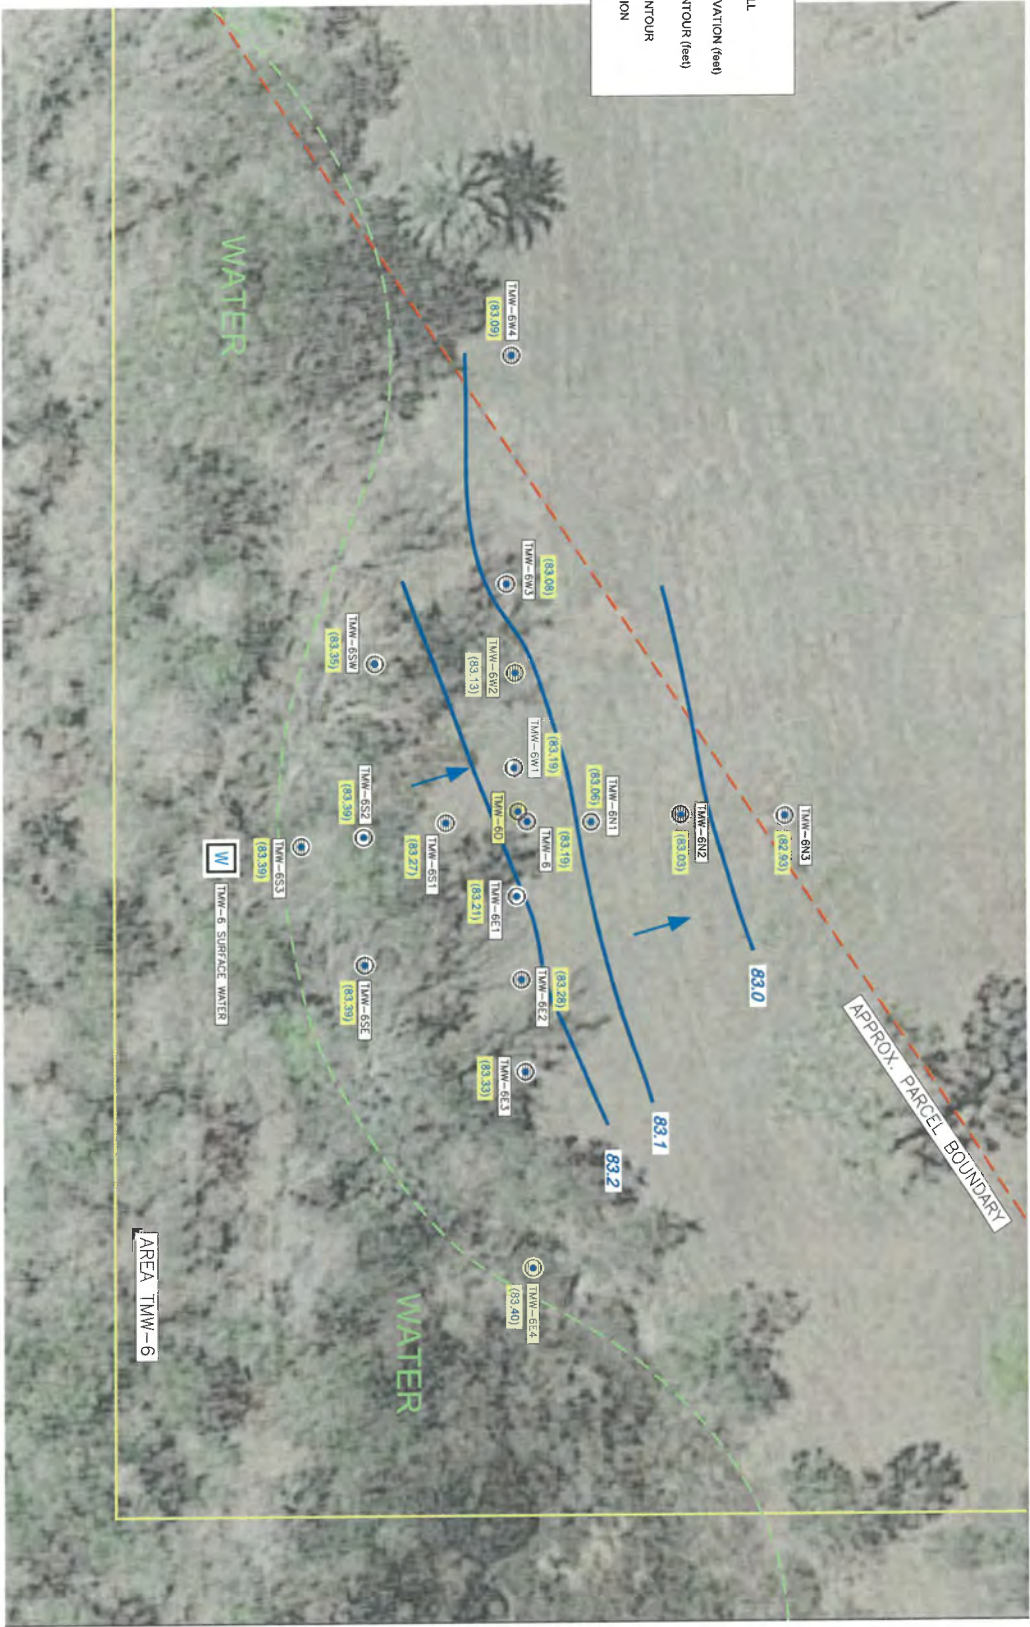 LL
VATION (feet)
NTOUR (feet)
NTOUR
ION
WATER
TMW-6W4
(83.09)
(83.08)
TMW-6W3
TMW-6SW
(83.35)
TMW-6W2
(83.13)
(83.19)
TMW-6W1
TMW-6N3
(82.93)
TMW-6N2
(83.03)
TMW-6N1
(83.06)
TMW-6
(83.19)
TMW-6D
TMW-6S1
(83.27)
TMW-6S2
(83.39)
TMW-6S3
(83.39)
W
TMW-6 SURFACE WATER
TMW-6E1
(83.21)
(83.28)
TMW-6E2
TMW-6SE
(83.39)
TMW-6E3
(83.33)
83.0
83.1
83.2
APPROX. PARCEL BOUNDARY
TMW-6E4
(83.40)
WATER
AREA TMW-6